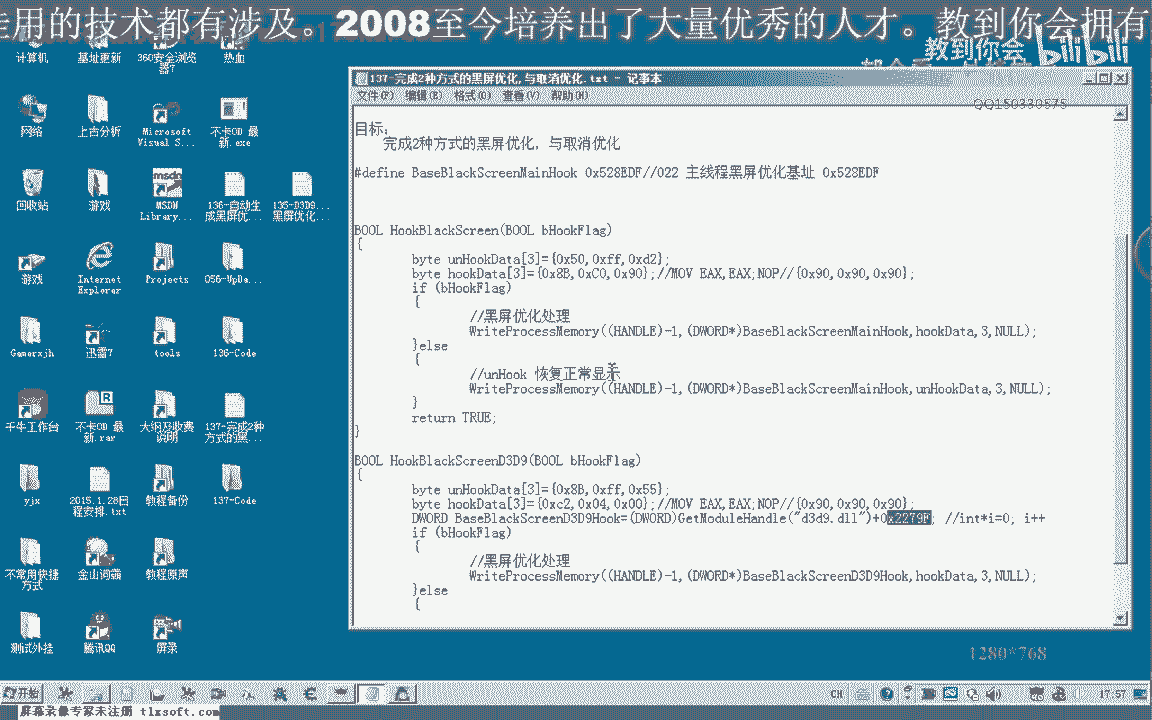 佳用的技术都有涉及。2008至今培养出了大量优秀的人才。教到你会拥有
教到你会
bilibili
计算机
基址更新
360安全浏览器7
热血
网络
上古分析
Microsoft Visual S...
不卡OD 最新.exe
回收站
游戏
MSDN Library...
136-自动生成黑屏优...
135-D3D9...黑屏优化...
游戏
Internet Explorer
Projects
056-UpDa...
Gamerxjh
迅雷7
tools
136-Code
千牛工作台
不卡OD 最新.rar
大纲及收费说明
137-完成2种方式的黑...
yjx
2015.1.28日程安排.txt
教程备份
137-Code
不常用快捷方式
金山词霸
教程原声
测试外挂
腾讯QQ
屏录
137-完成2种方式的黑屏优化,与取消优化.txt - 记事本
文件(F) 编辑(E) 格式(O) 查看(V) 帮助(H)
QQ150330575
目标：
完成2种方式的黑屏优化，与取消优化
#define BaseBlackScreenMainHook 0x528EDF//022 主线程黑屏优化基址 0x528EDF
BOOL HookBlackScreen(BOOL bHookFlag)
{
byte unHookData[3]={0x50,0xff,0xd2};
byte hookData[3]={0x8B,0xC0,0x90};//MOV EAX,EAX;NOP//{0x90,0x90,0x90};
if (bHookFlag)
{
//黑屏优化处理
WriteProcessMemory((HANDLE)-1,(DWORD*)BaseBlackScreenMainHook,hookData,3,NULL);
}else
{
//unHook 恢复正常显示
WriteProcessMemory((HANDLE)-1,(DWORD*)BaseBlackScreenMainHook,unHookData,3,NULL);
}
return TRUE;
}
BOOL HookBlackScreenD3D9(BOOL bHookFlag)
{
byte unHookData[3]={0x8B,0xff,0x55};
byte hookData[3]={0xc2,0x04,0x00};//MOV EAX,EAX;NOP//{0x90,0x90,0x90};
DWORD BaseBlackScreenD3D9Hook=(DWORD)GetModuleHandle("d3d9.dll")+0x2279F; //int*i=0; i++
if (bHookFlag)
{
//黑屏优化处理
WriteProcessMemory((HANDLE)-1,(DWORD*)BaseBlackScreenD3D9Hook,hookData,3,NULL);
}else
{
1280*768
开始
CH
17:57
屏幕录像专家未注册 tlxsoft.com